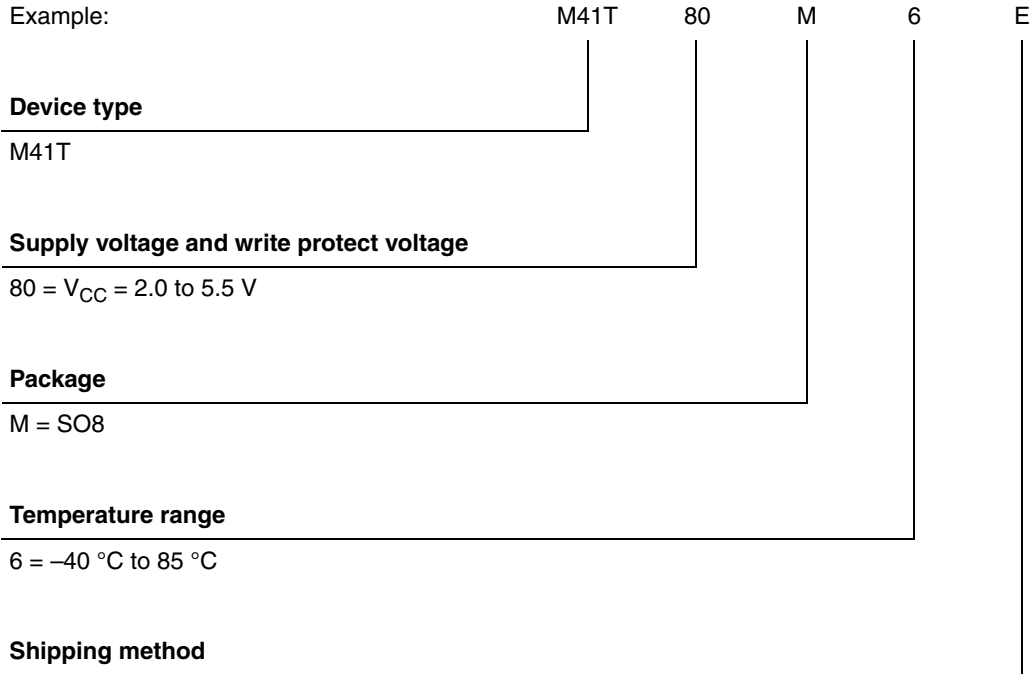 Example: M41T 80 M 6 E
Device type
M41T
Supply voltage and write protect voltage
80 = VCC = 2.0 to 5.5 V
Package
M = SO8
Temperature range
6 = –40 °C to 85 °C
Shipping method